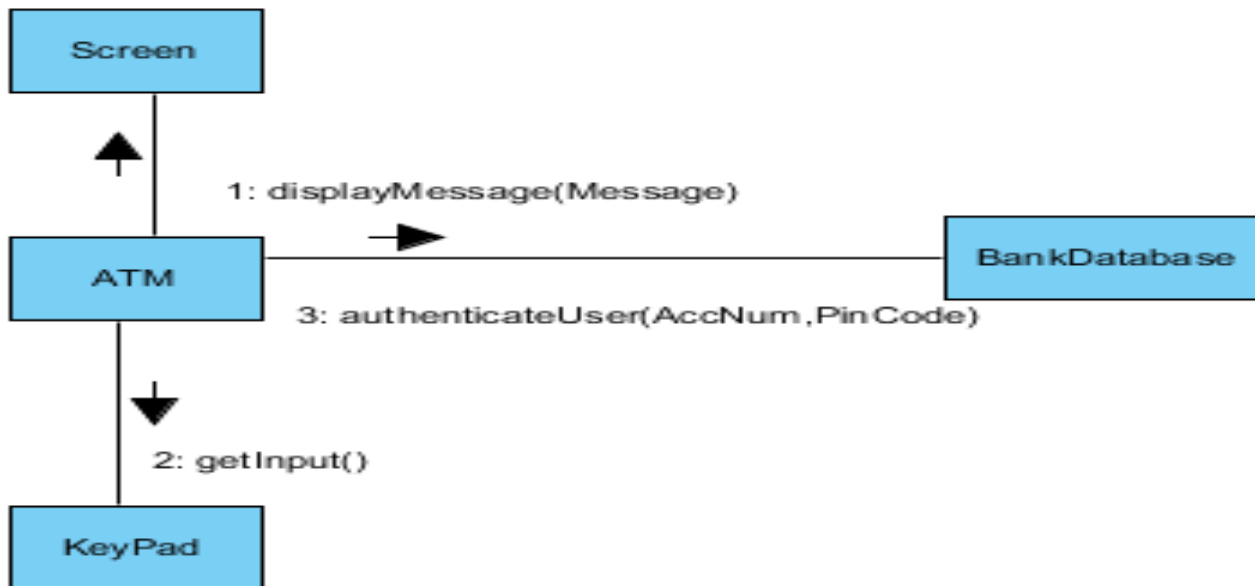 Screen
1: displayMessage(Message)
BankDatabase
ATM
3: authenticateUser(AccNum,PinCode)
2: getInput()
KeyPad